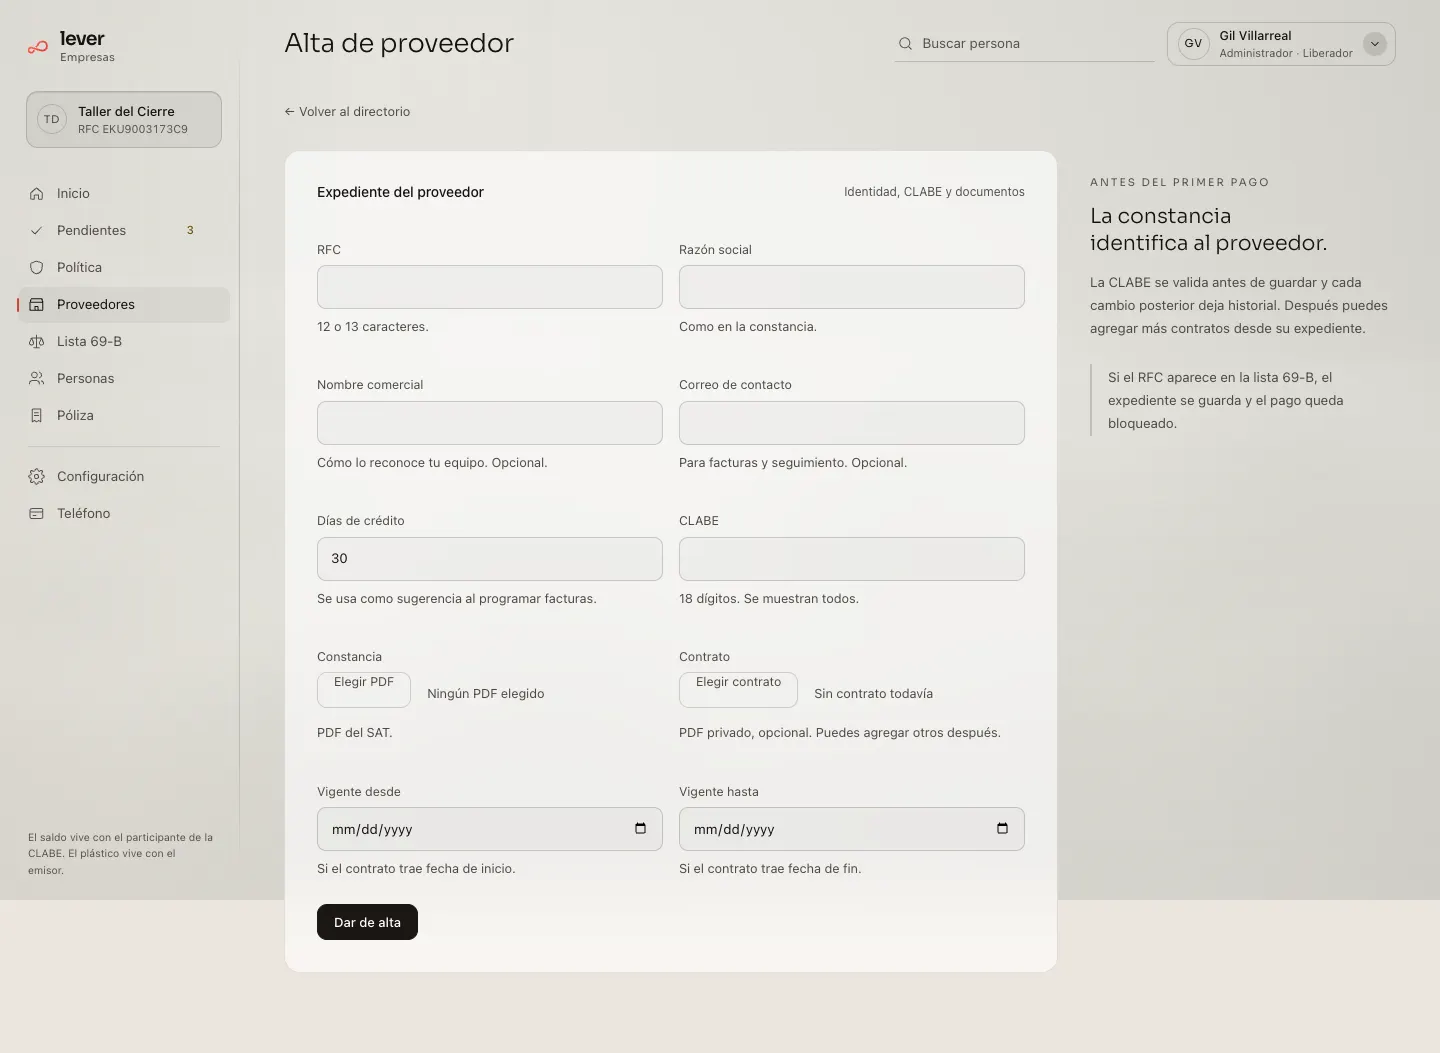 lever
Empresas
TD
Taller del Cierre
RFC EKU9003173C9
Inicio
Pendientes 3
Política
Proveedores
Lista 69-B
Personas
Póliza
Configuración
Teléfono
El saldo vive con el participante de la
CLABE. El plástico vive con el
emisor.
Alta de proveedor
Buscar persona
GV
Gil Villarreal
Administrador · Liberador
← Volver al directorio
Expediente del proveedor
Identidad, CLABE y documentos
RFC
12 o 13 caracteres.
Razón social
Como en la constancia.
Nombre comercial
Cómo lo reconoce tu equipo. Opcional.
Correo de contacto
Para facturas y seguimiento. Opcional.
Días de crédito
30
Se usa como sugerencia al programar facturas.
CLABE
18 dígitos. Se muestran todos.
Constancia
Elegir PDF
Ningún PDF elegido
PDF del SAT.
Contrato
Elegir contrato
Sin contrato todavía
PDF privado, opcional. Puedes agregar otros después.
Vigente desde
mm/dd/yyyy
Si el contrato trae fecha de inicio.
Vigente hasta
mm/dd/yyyy
Si el contrato trae fecha de fin.
Dar de alta
ANTES DEL PRIMER PAGO
La constancia
identifica al proveedor.
La CLABE se valida antes de guardar y cada
cambio posterior deja historial. Después puedes
agregar más contratos desde su expediente.
Si el RFC aparece en la lista 69-B, el
expediente se guarda y el pago queda
bloqueado.